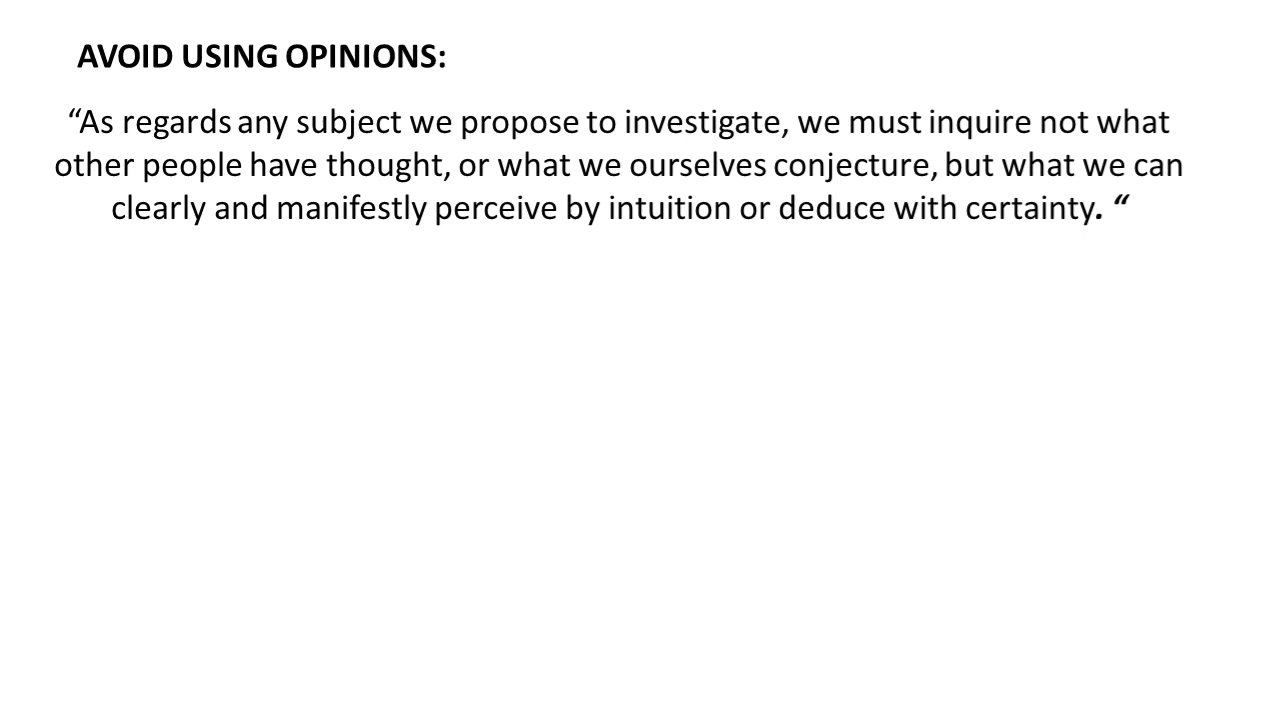 AVOID USING OPINIONS:
“As regards any subject we propose to investigate, we must inquire not what
other people have thought, or what we ourselves conjecture, but what we can
clearly and manifestly perceive by intuition or deduce with certainty. “